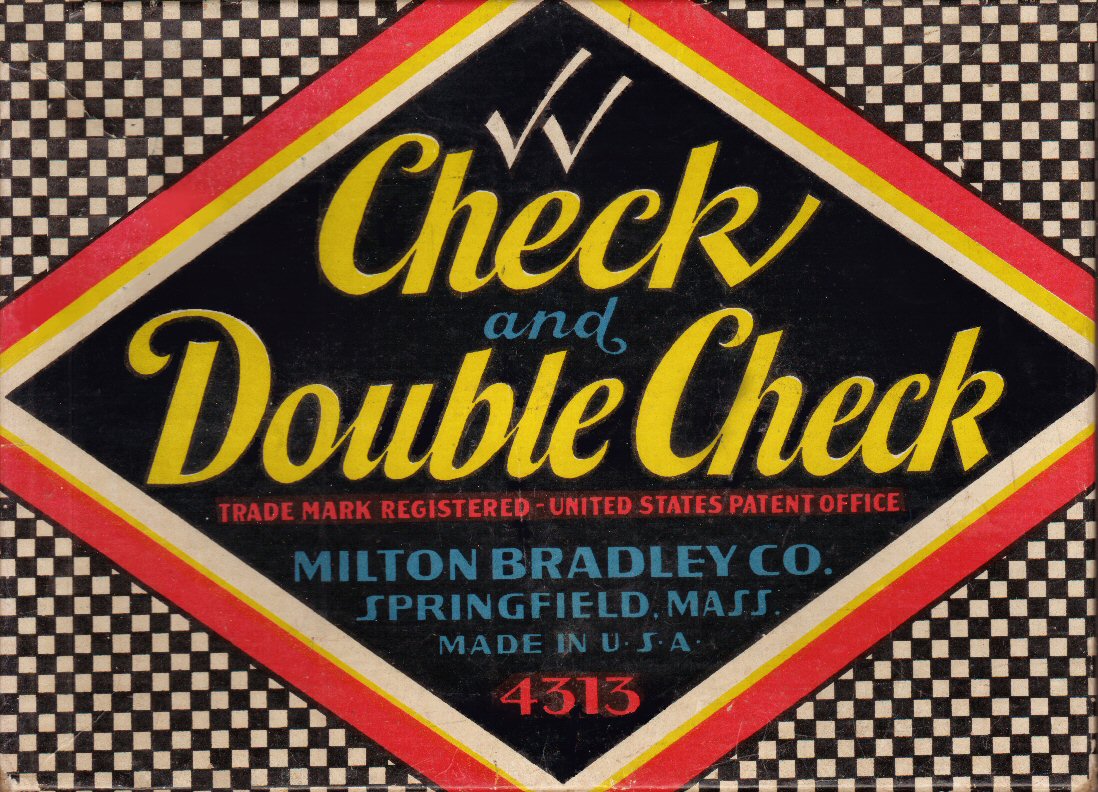 Check
and
Double Check
TRADE MARK REGISTERED - UNITED STATES PATENT OFFICE
MILTON BRADLEY CO.
SPRINGFIELD, MASS.
MADE IN U·S·A·
4313